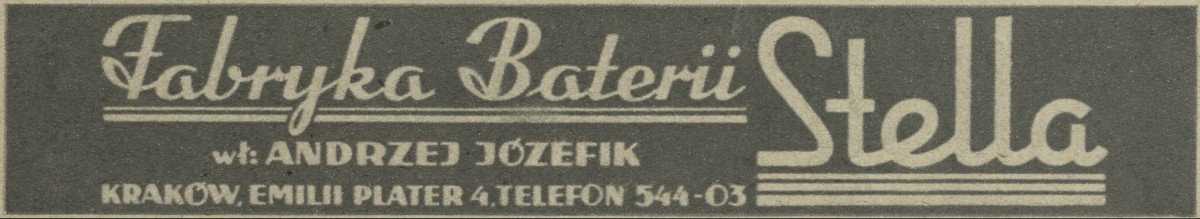 Fabryka Baterii Stella
wł: ANDRZEJ JÓZEFIK
KRAKÓW, EMILII PLATER 4, TELEFON 544-03